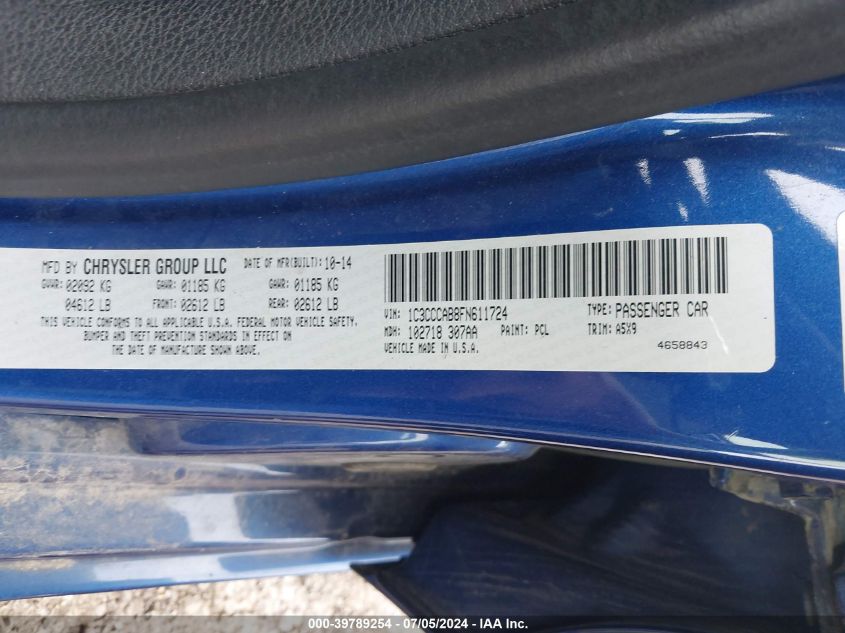 MFD BY CHRYSLER GROUP LLC DATE OF MFR(BUILT): 10-14
GVWR: 02092 KG GAWR: 01185 KG GAWR: 01185 KG
04612 LB FRONT: 02612 LB REAR: 02612 LB
THIS VEHICLE CONFORMS TO ALL APPLICABLE U.S.A. FEDERAL MOTOR VEHICLE SAFETY,
BUMPER AND THEFT PREVENTION STANDARDS IN EFFECT ON
THE DATE OF MANUFACTURE SHOWN ABOVE.
VIN: 1C3CCCAB8FN611724 TYPE: PASSENGER CAR
MDH: 102718 307AA PAINT: PCL TRIM: A5X9
VEHICLE MADE IN U.S.A. 4658843
000-39789254 - 07/05/2024 - IAA Inc.